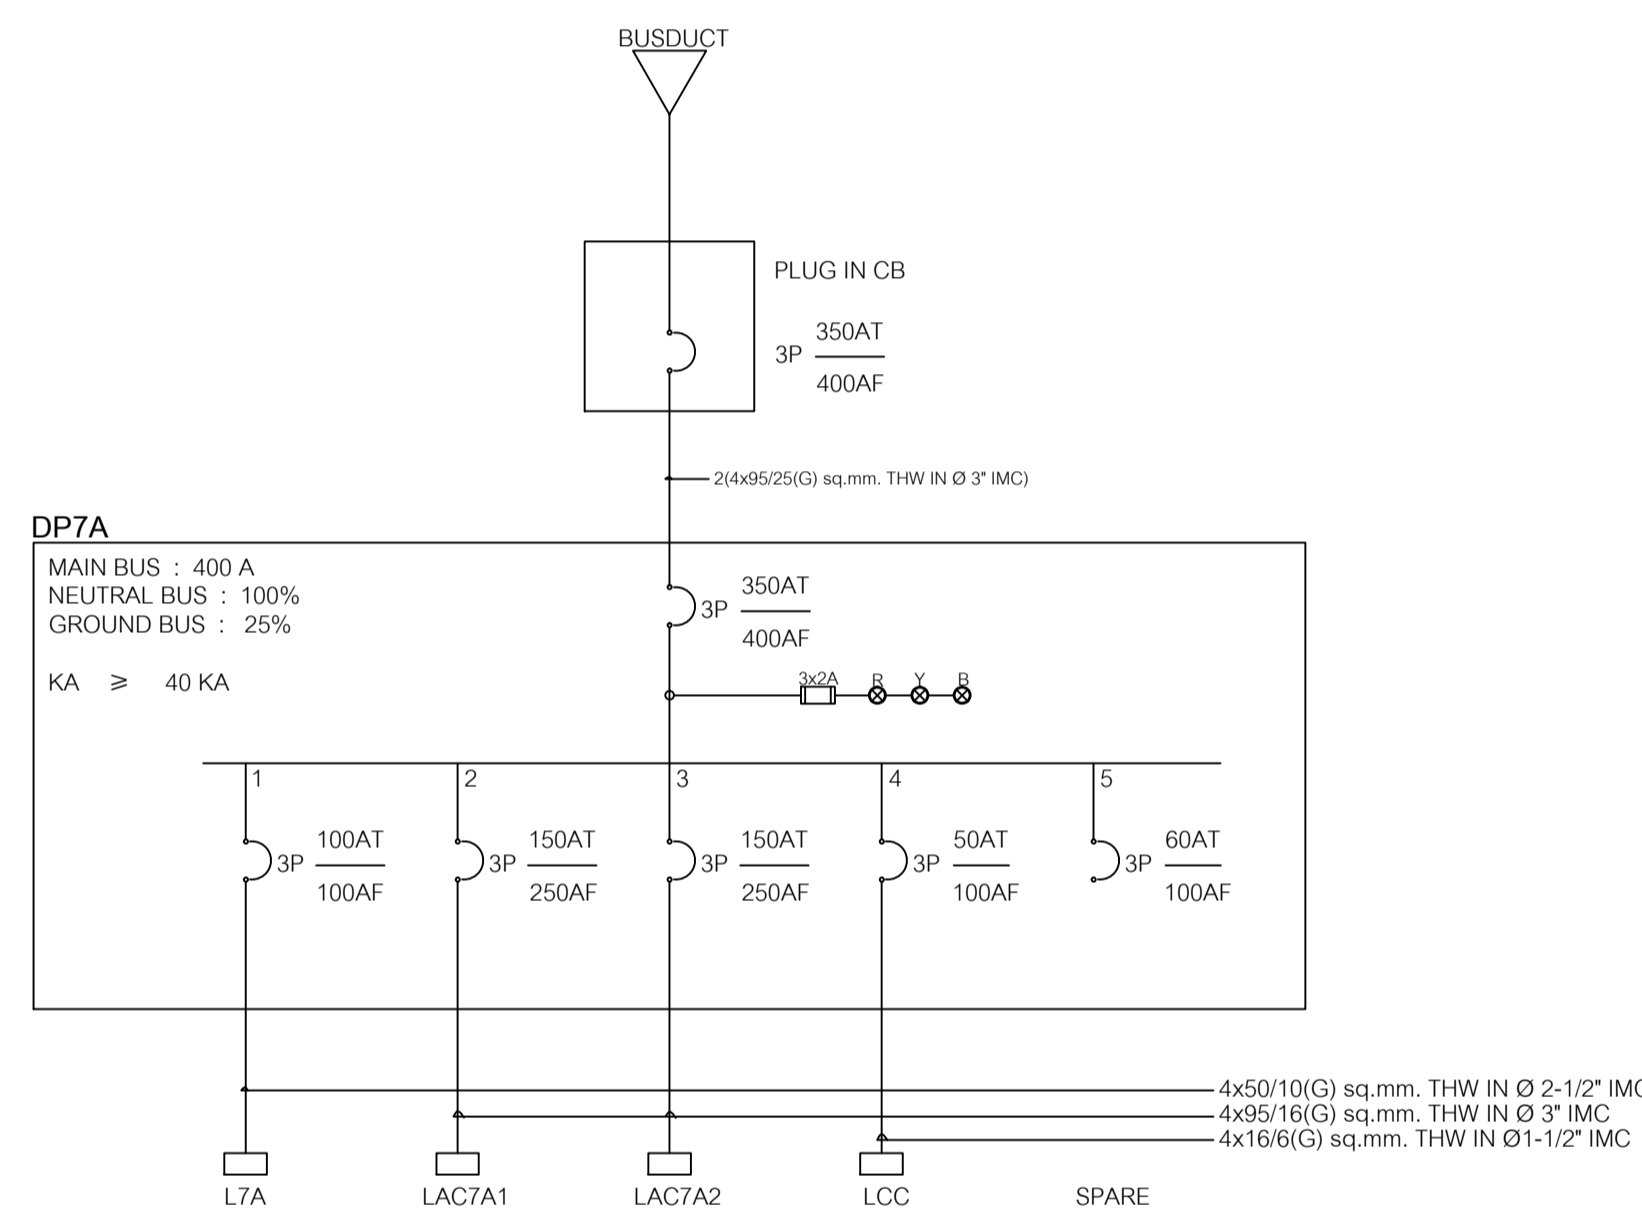 BUSDUCT
PLUG IN CB
3P 350AT
400AF
2(4x95/25(G) sq.mm. THW IN Ø 3" IMC)
DP7A
MAIN BUS : 400 A
NEUTRAL BUS : 100%
GROUND BUS : 25%
KA ≥ 40 KA
3P 350AT
400AF
3x2A R Y B
1 2 3 4 5
3P 100AT
100AF
3P 150AT
250AF
3P 150AT
250AF
3P 50AT
100AF
3P 60AT
100AF
4x50/10(G) sq.mm. THW IN Ø 2-1/2" IMC
4x95/16(G) sq.mm. THW IN Ø 3" IMC
4x16/6(G) sq.mm. THW IN Ø1-1/2" IMC
L7A LAC7A1 LAC7A2 LCC SPARE